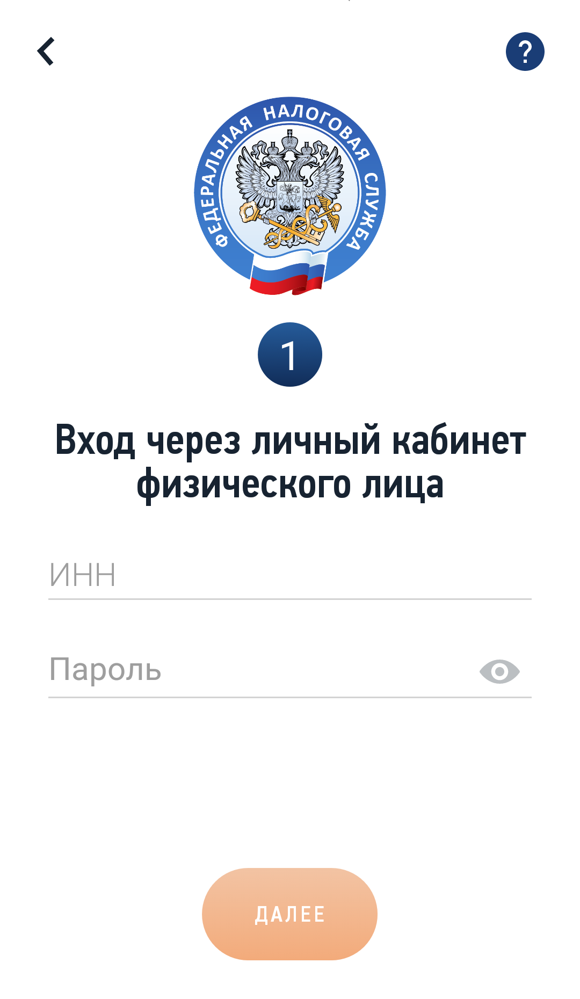 ?
ФЕДЕРАЛЬНАЯ НАЛОГОВАЯ СЛУЖБА
1
Вход через личный кабинет
физического лица
ИНН
Пароль
ДАЛЕЕ